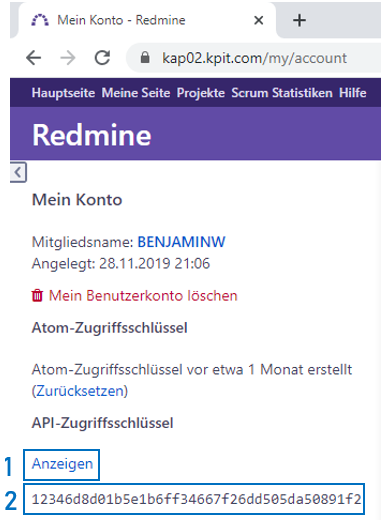 Mein Konto - Redmine
kap02.kpit.com/my/account
Hauptseite Meine Seite Projekte Scrum Statistiken Hilfe
Redmine
Mein Konto
Mitgliedsname: BENJAMINW
Angelegt: 28.11.2019 21:06
Mein Benutzerkonto löschen
Atom-Zugriffsschlüssel
Atom-Zugriffsschlüssel vor etwa 1 Monat erstellt
(Zurücksetzen)
API-Zugriffsschlüssel
1 Anzeigen
2 12346d8d01b5e1b6ff34667f26dd505da50891f2